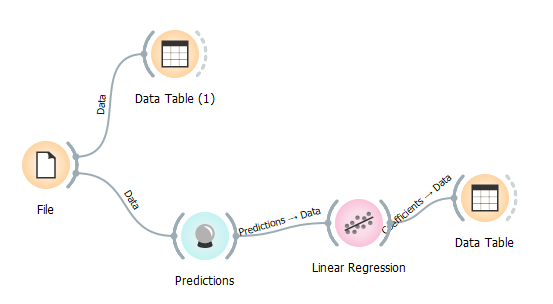 Data
Data Table (1)
File
Data
Predictions
Predictions → Data
Linear Regression
Coefficients → Data
Data Table